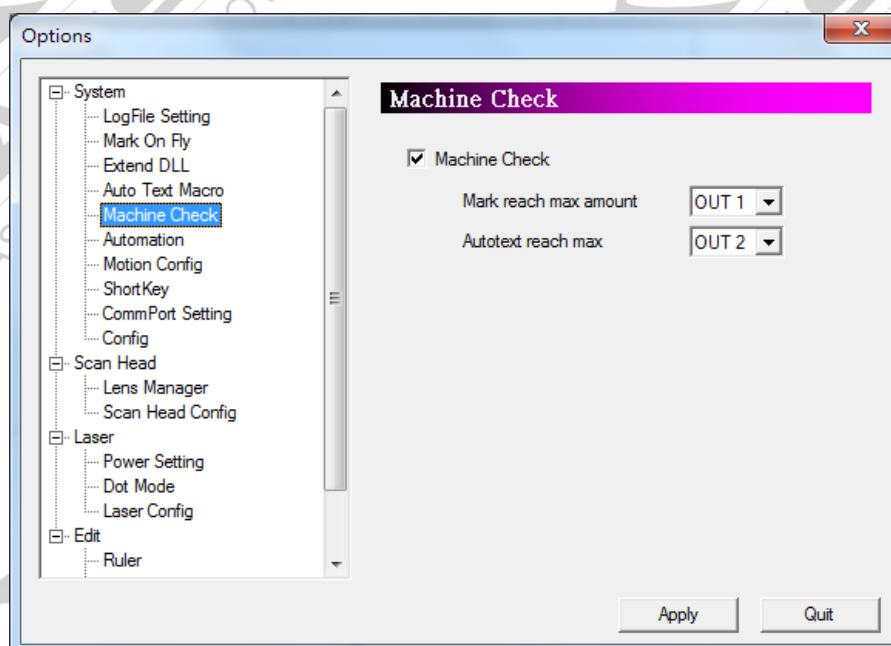 Options
System
LogFile Setting
Mark On Fly
Extend DLL
Auto Text Macro
Machine Check
Automation
Motion Config
ShortKey
CommPort Setting
Config
Scan Head
Lens Manager
Scan Head Config
Laser
Power Setting
Dot Mode
Laser Config
Edit
Ruler
Machine Check
Machine Check
Mark reach max amount OUT 1
Autotext reach max OUT 2
Apply Quit